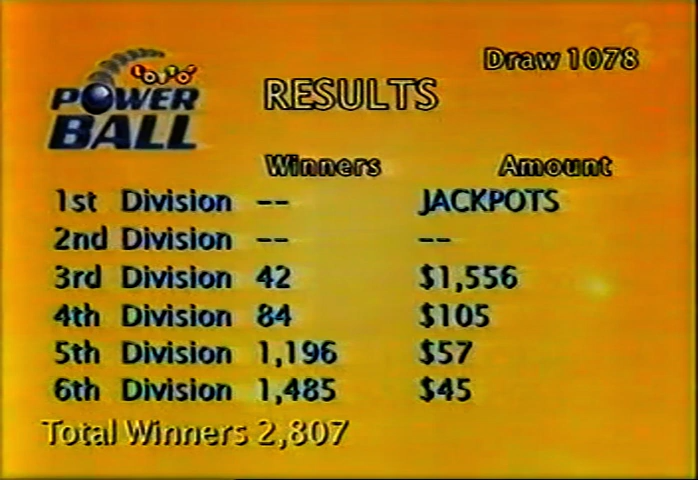 Draw 1078
LOTTO
POWER
BALL
RESULTS
Winners Amount
1st Division -- JACKPOTS
2nd Division -- --
3rd Division 42 $1,556
4th Division 84 $105
5th Division 1,196 $57
6th Division 1,485 $45
Total Winners 2,807